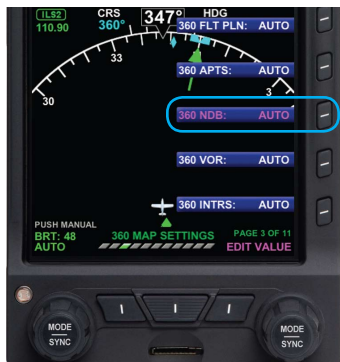 ILS2 CRS 347° HDG
110.90 360° 360 FLT PLN: AUTO
33
360 APTS: AUTO
30 3
360 NDB: AUTO
360 VOR: AUTO
360 INTRS: AUTO
PUSH MANUAL
BRT: 48 360 MAP SETTINGS PAGE 3 OF 11
AUTO EDIT VALUE
MODE MODE
SYNC SYNC